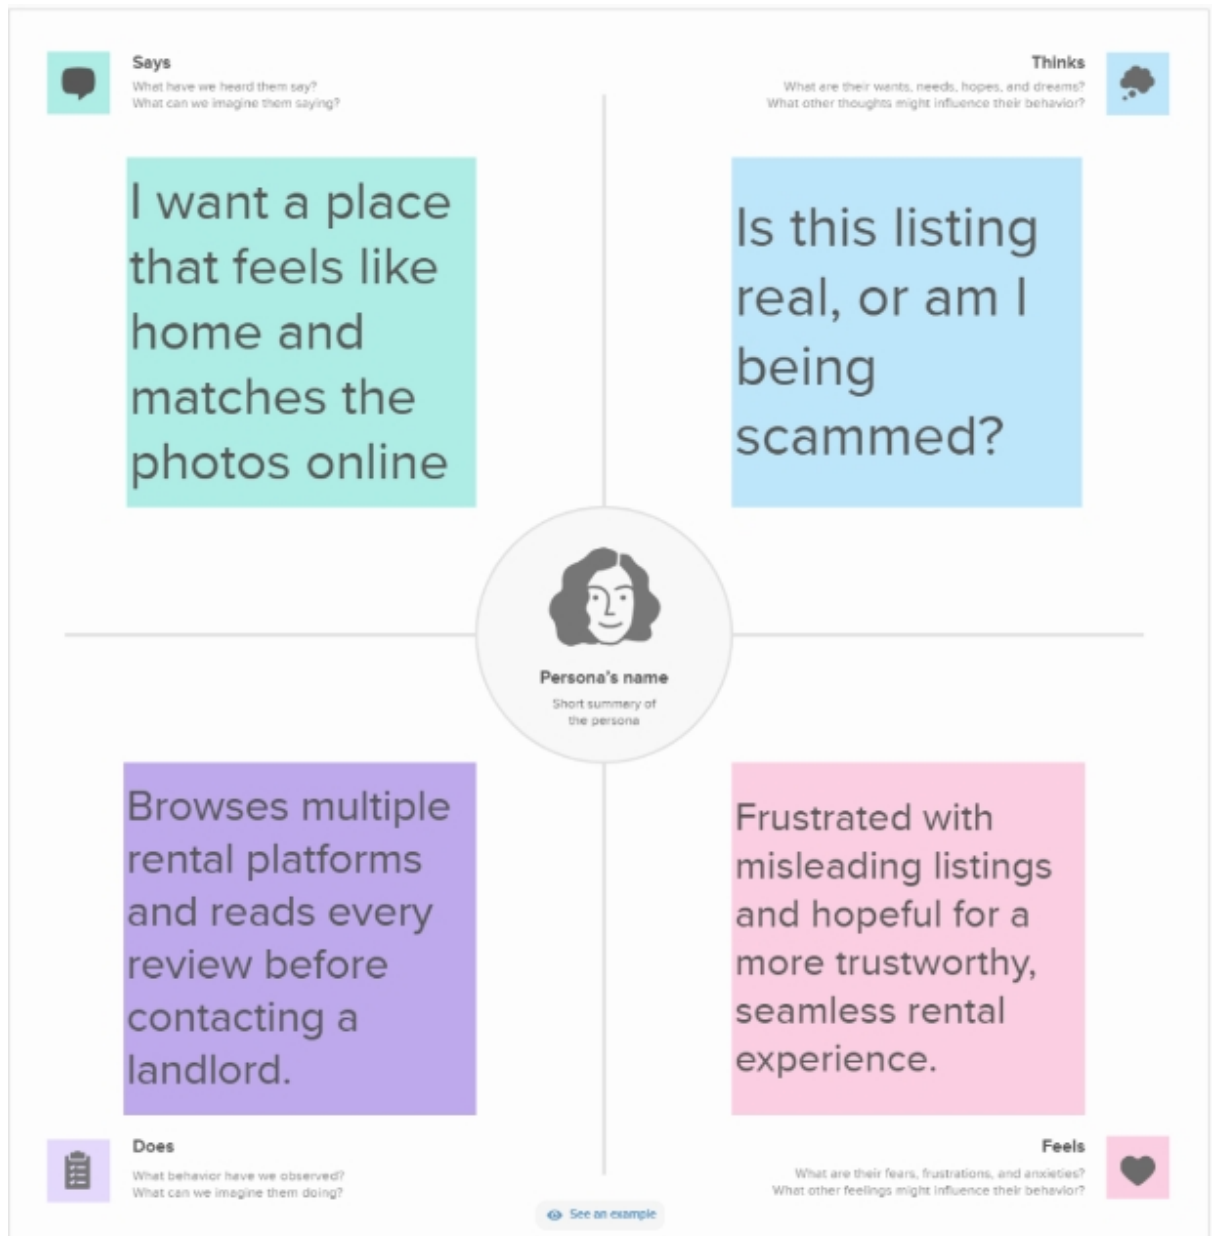 Says
What have we heard them say?
What can we imagine them saying?
Thinks
What are their wants, needs, hopes, and dreams?
What other thoughts might influence their behavior?
I want a place
that feels like
home and
matches the
photos online
Is this listing
real, or am I
being
scammed?
Persona's name
Short summary of
the persona
Browses multiple
rental platforms
and reads every
review before
contacting a
landlord.
Frustrated with
misleading listings
and hopeful for a
more trustworthy,
seamless rental
experience.
Does
What behavior have we observed?
What can we imagine them doing?
Feels
What are their fears, frustrations, and anxieties?
What other feelings might influence their behavior?
See an example